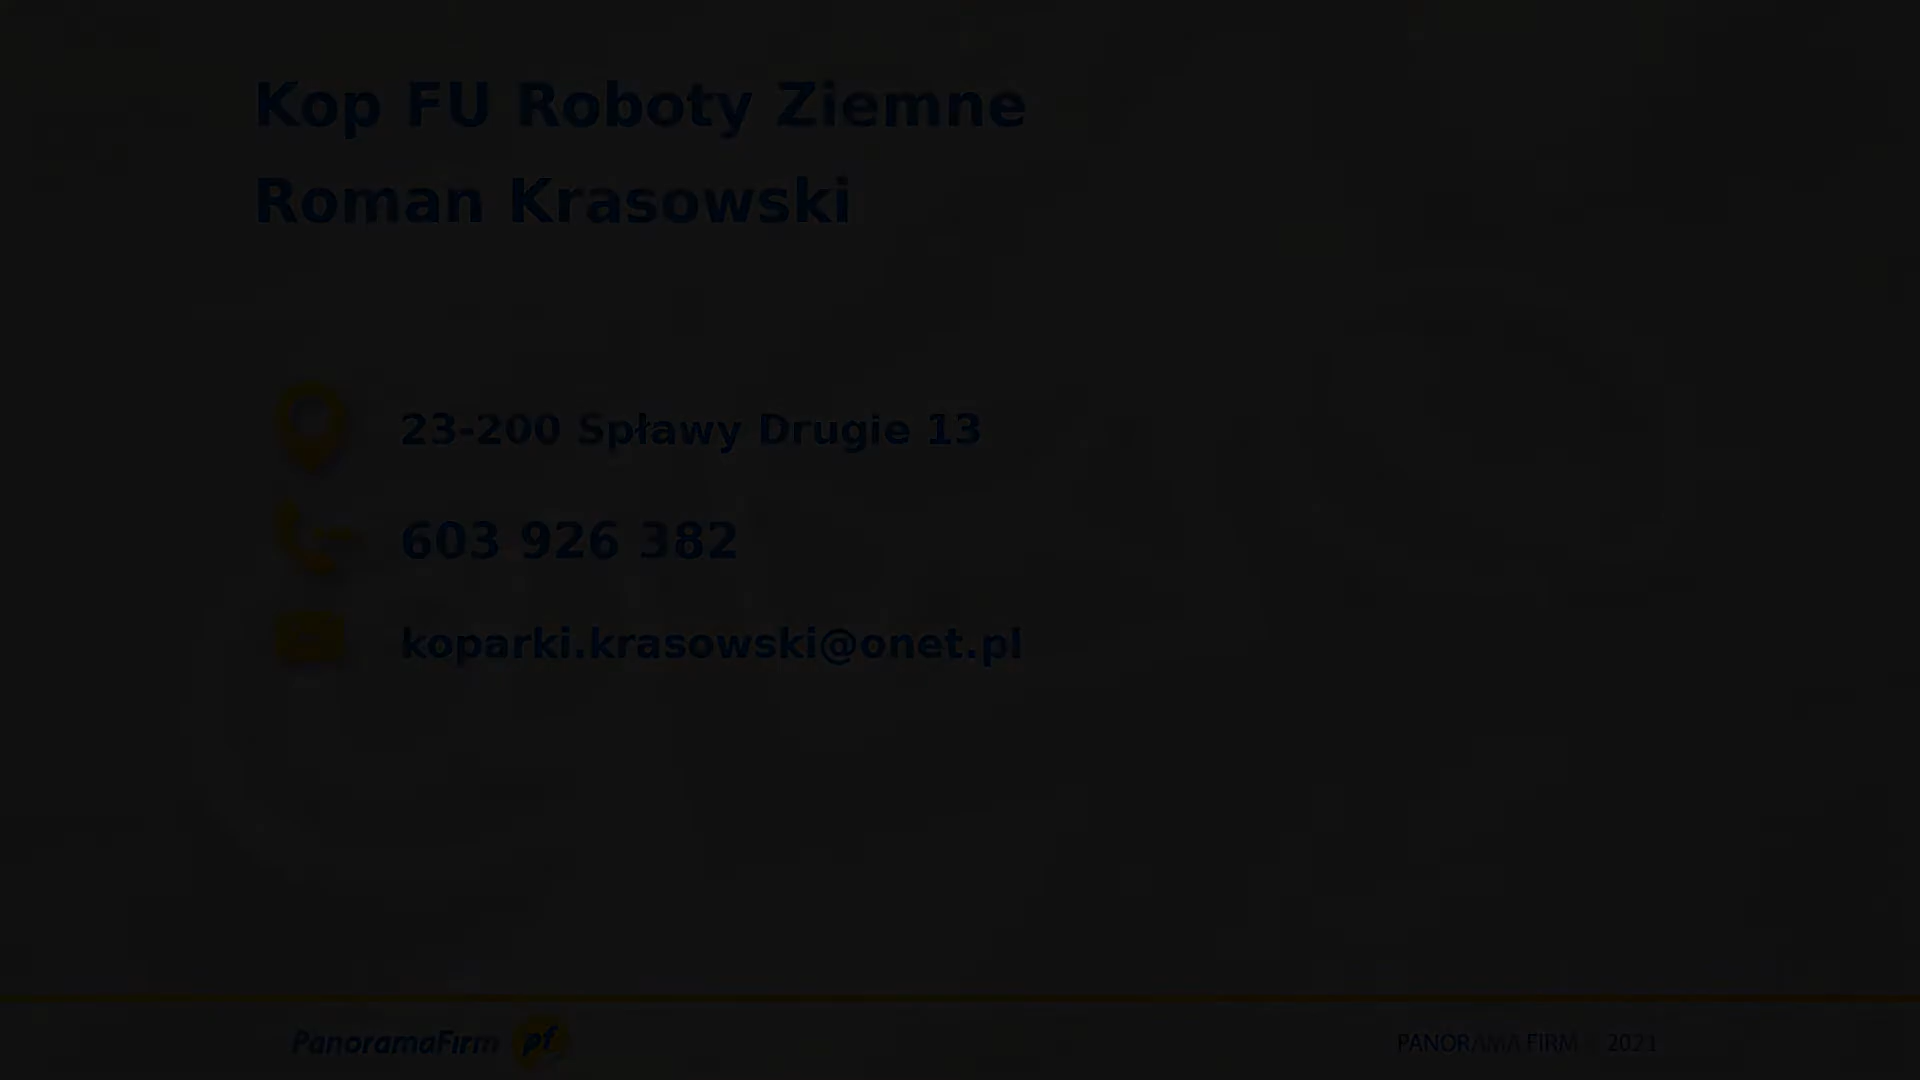 Kop FU Roboty Ziemne
Roman Krasowski
23-200 Spławy Drugie 13
603 926 382
koparki.krasowski@onet.pl
PanoramaFirm pf
PANORAMA FIRM © 2021